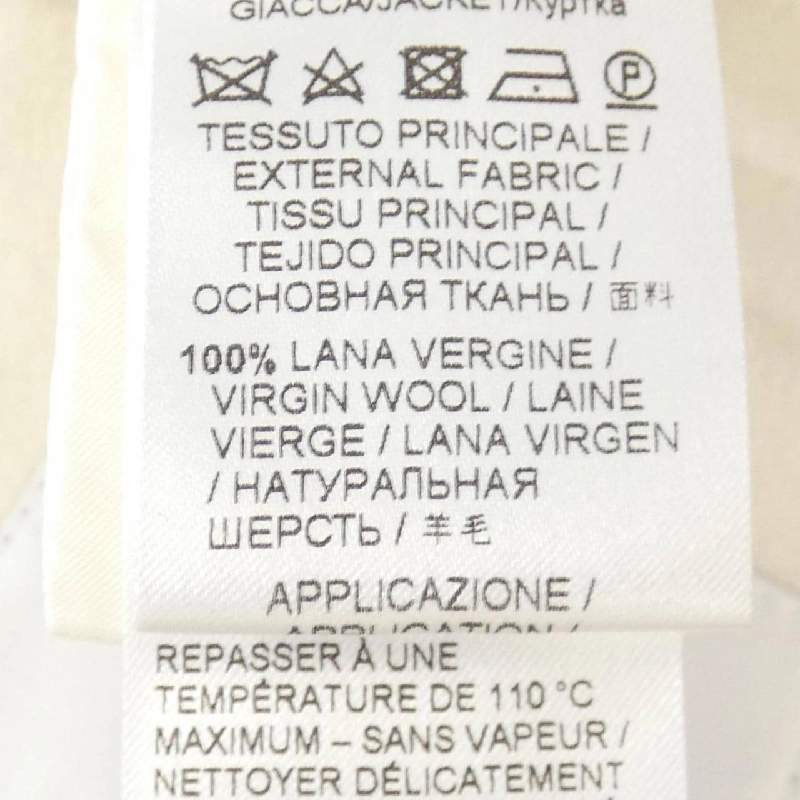 GIACCA/JACKET/куртка
P
TESSUTO PRINCIPALE /
EXTERNAL FABRIC /
TISSU PRINCIPAL /
TEJIDO PRINCIPAL /
ОСНОВНАЯ ТКАНЬ / 面料
100% LANA VERGINE /
VIRGIN WOOL / LAINE
VIERGE / LANA VIRGEN
/ НАТУРАЛЬНАЯ
ШЕРСТЬ / 羊毛
APPLICAZIONE /
APPLICATION /
REPASSER À UNE
TEMPÉRATURE DE 110 °C
MAXIMUM – SANS VAPEUR /
NETTOYER DÉLICATEMENT